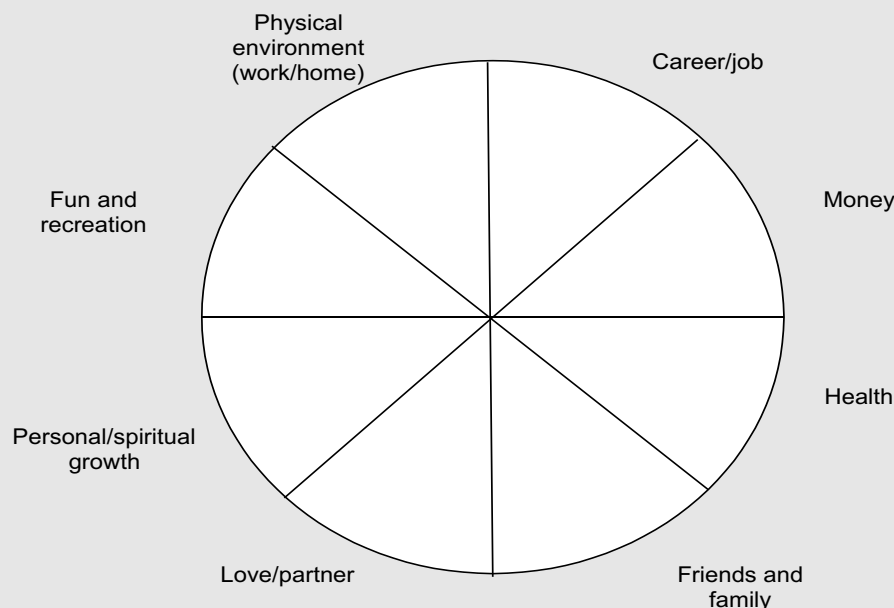 Physical
environment
(work/home)
Career/job
Fun and
recreation
Money
Health
Personal/spiritual
growth
Love/partner
Friends and
family